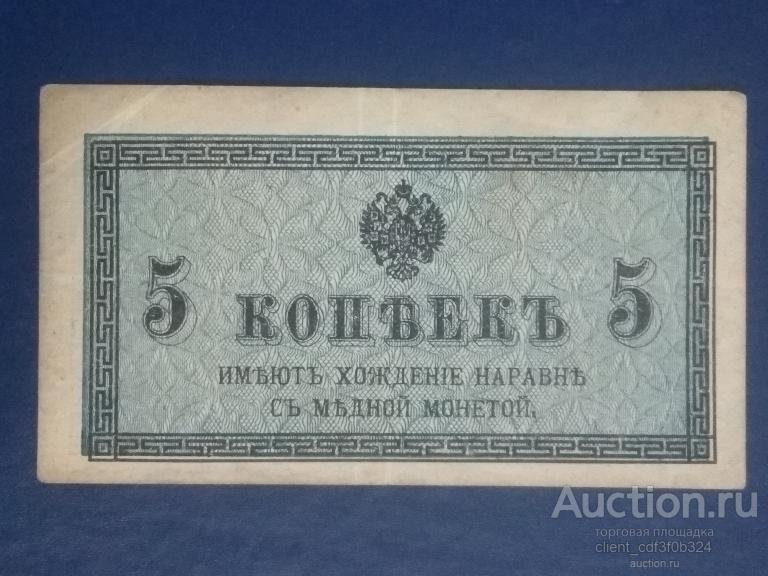 5 КОПѢЕКЪ 5
ИМѢЮТЪ ХОЖДЕНІЕ НАРАВНѢ
СЪ МѢДНОЙ МОНЕТОЙ.
Auction.ru
торговая площадка
client_cdf3f0b324
auction.ru